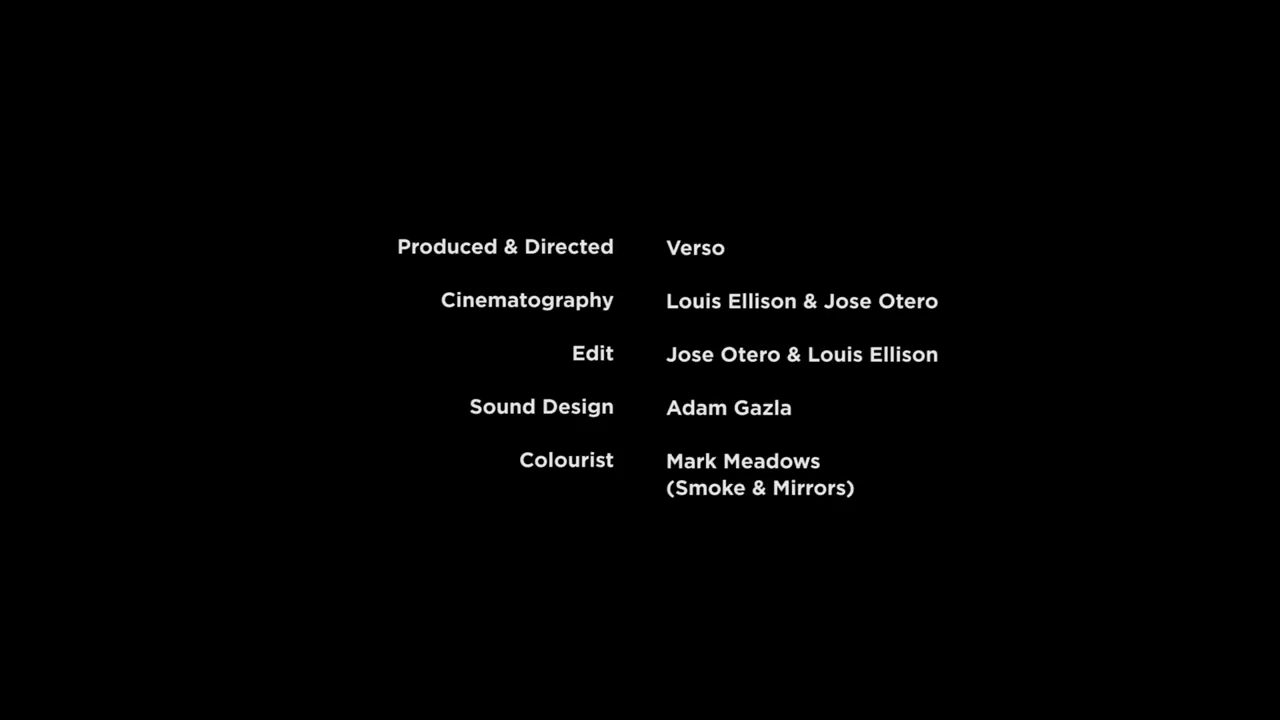 Produced & Directed Verso
Cinematography Louis Ellison & Jose Otero
Edit Jose Otero & Louis Ellison
Sound Design Adam Gazla
Colourist Mark Meadows
(Smoke & Mirrors)